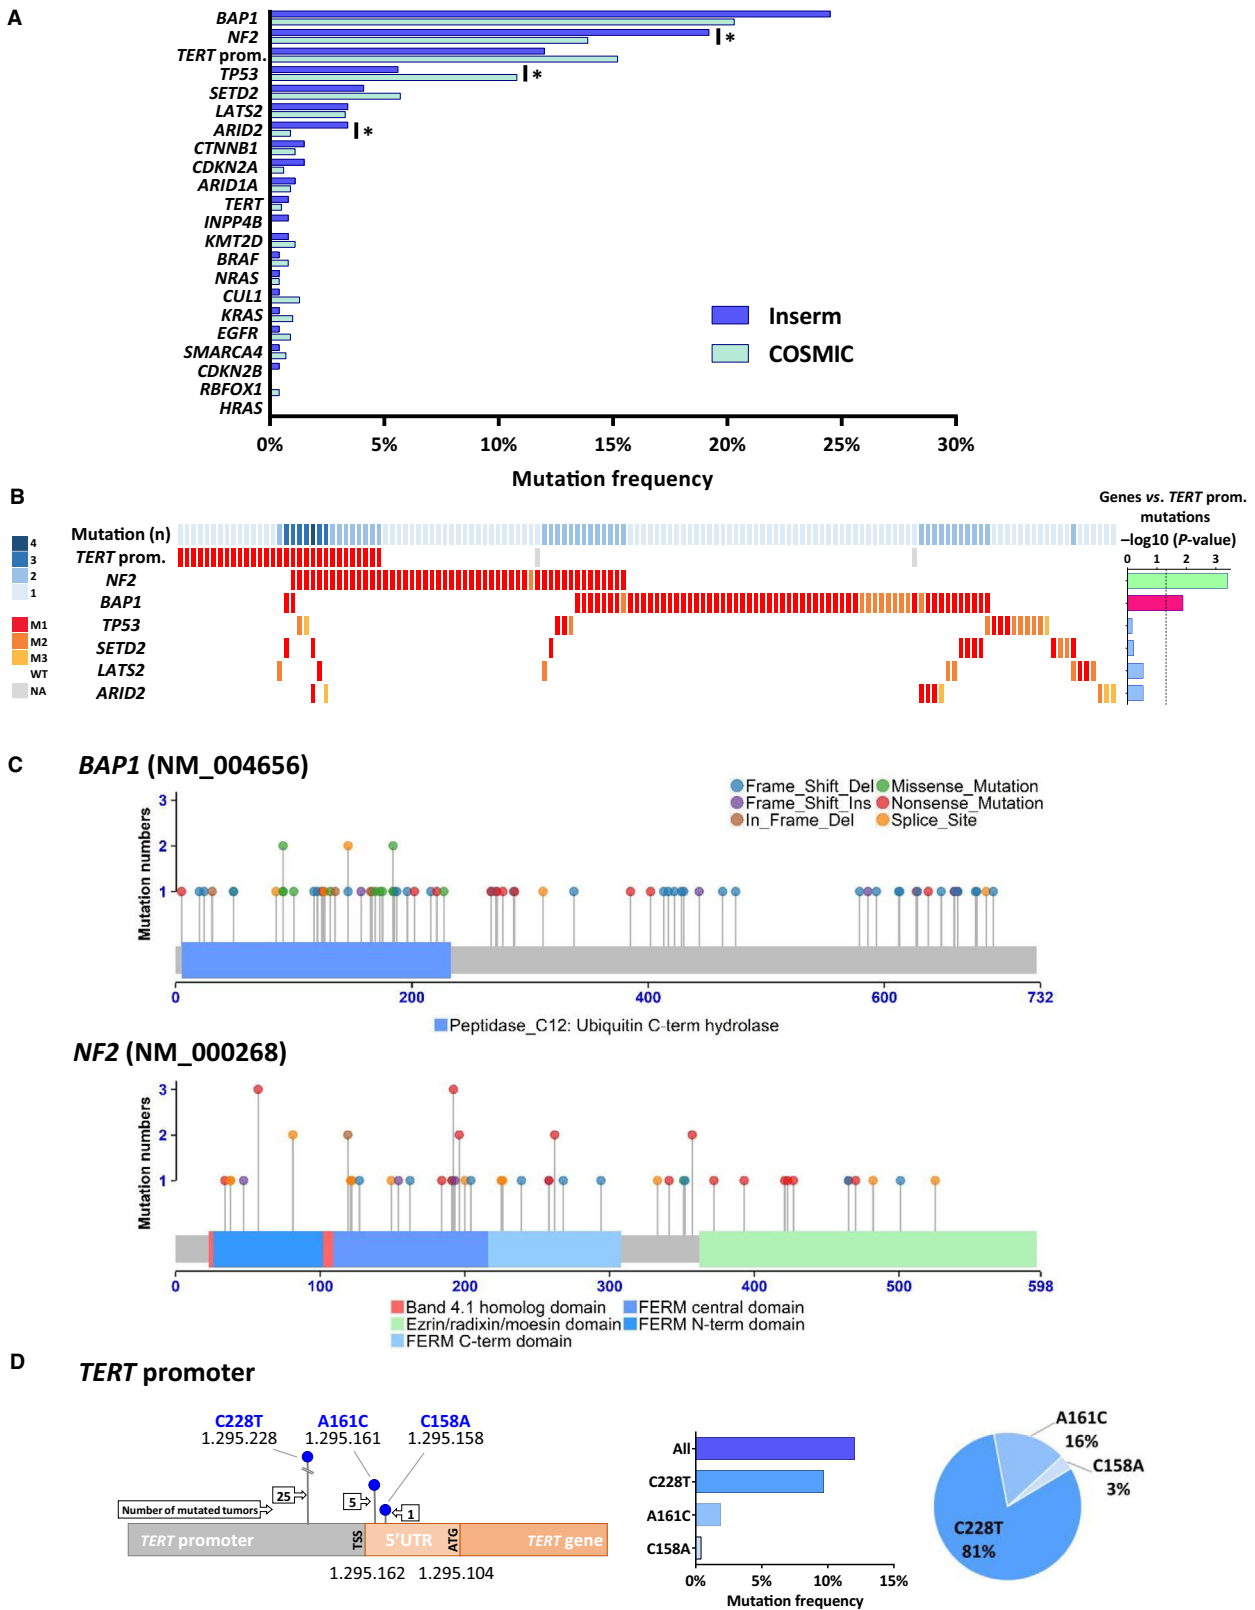 A
BAP1
NF2
*
TERT prom.
TP53
*
SETD2
LATS2
ARID2
*
CTNNB1
CDKN2A
ARID1A
TERT
INPP4B
KMT2D
BRAF
NRAS
CUL1
KRAS
EGFR
SMARCA4
CDKN2B
RBFOX1
HRAS
Inserm
COSMIC
0% 5% 10% 15% 20% 25% 30%
Mutation frequency
B
Genes vs. TERT prom.
mutations
−log10 (P-value)
0 1 2 3
4
3
2
1
M1
M2
M3
WT
NA
Mutation (n)
TERT prom.
NF2
BAP1
TP53
SETD2
LATS2
ARID2
C
BAP1 (NM_004656)
Frame_Shift_Del Missense_Mutation
Frame_Shift_Ins Nonsense_Mutation
In_Frame_Del Splice_Site
Mutation numbers
3
2
1
0 200 400 600 732
Peptidase_C12: Ubiquitin C-term hydrolase
NF2 (NM_000268)
Mutation numbers
3
2
1
0 100 200 300 400 500 598
Band 4.1 homolog domain FERM central domain
Ezrin/radixin/moesin domain FERM N-term domain
FERM C-term domain
D
TERT promoter
C228T A161C C158A
1.295.228 1.295.161 1.295.158
25
5
1
Number of mutated tumors
TERT promoter TSS 5'UTR ATG TERT gene
1.295.162 1.295.104
All
C228T
A161C
C158A
0% 5% 10% 15%
Mutation frequency
A161C
16%
C158A
3%
C228T
81%